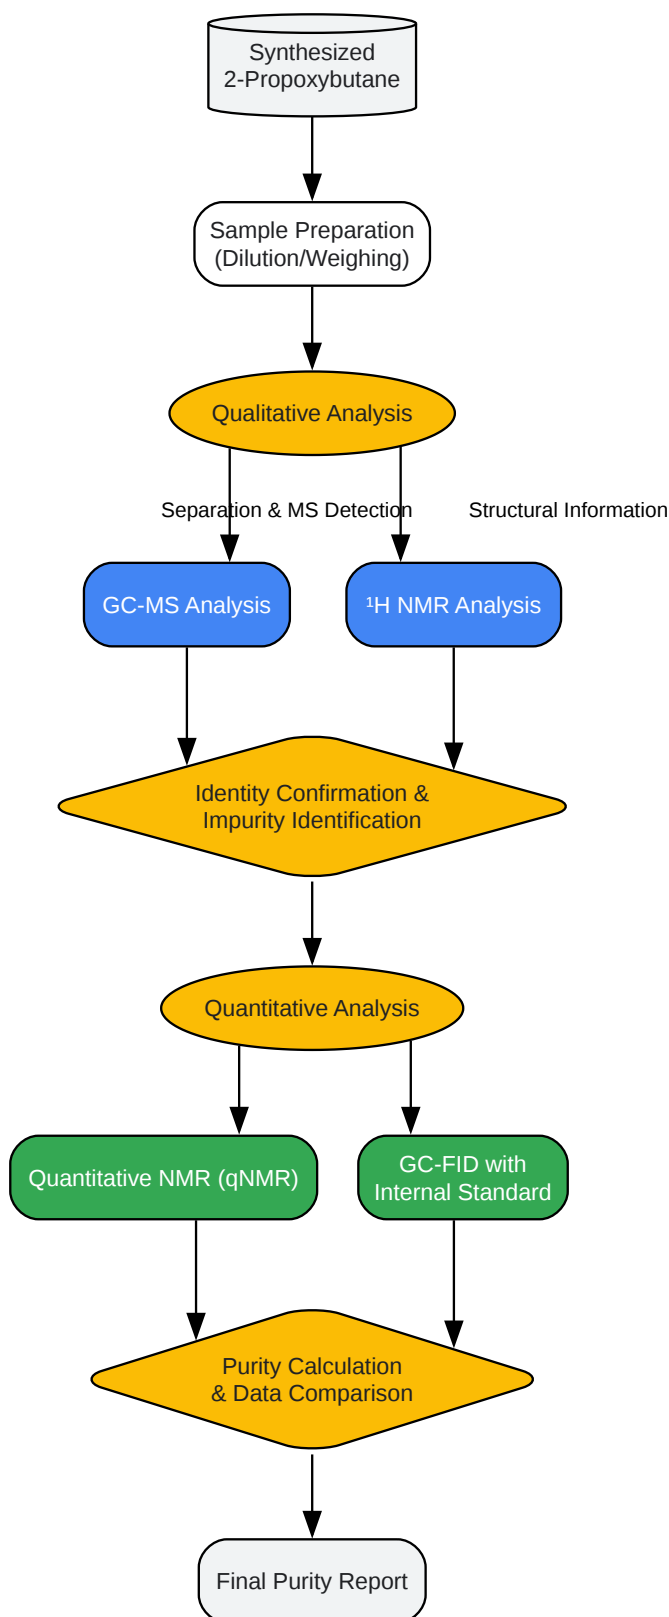 Synthesized
2-Propoxybutane
Sample Preparation
(Dilution/Weighing)
Qualitative Analysis
Separation & MS Detection
Structural Information
GC-MS Analysis
¹H NMR Analysis
Identity Confirmation &
Impurity Identification
Quantitative Analysis
Quantitative NMR (qNMR)
GC-FID with
Internal Standard
Purity Calculation
& Data Comparison
Final Purity Report